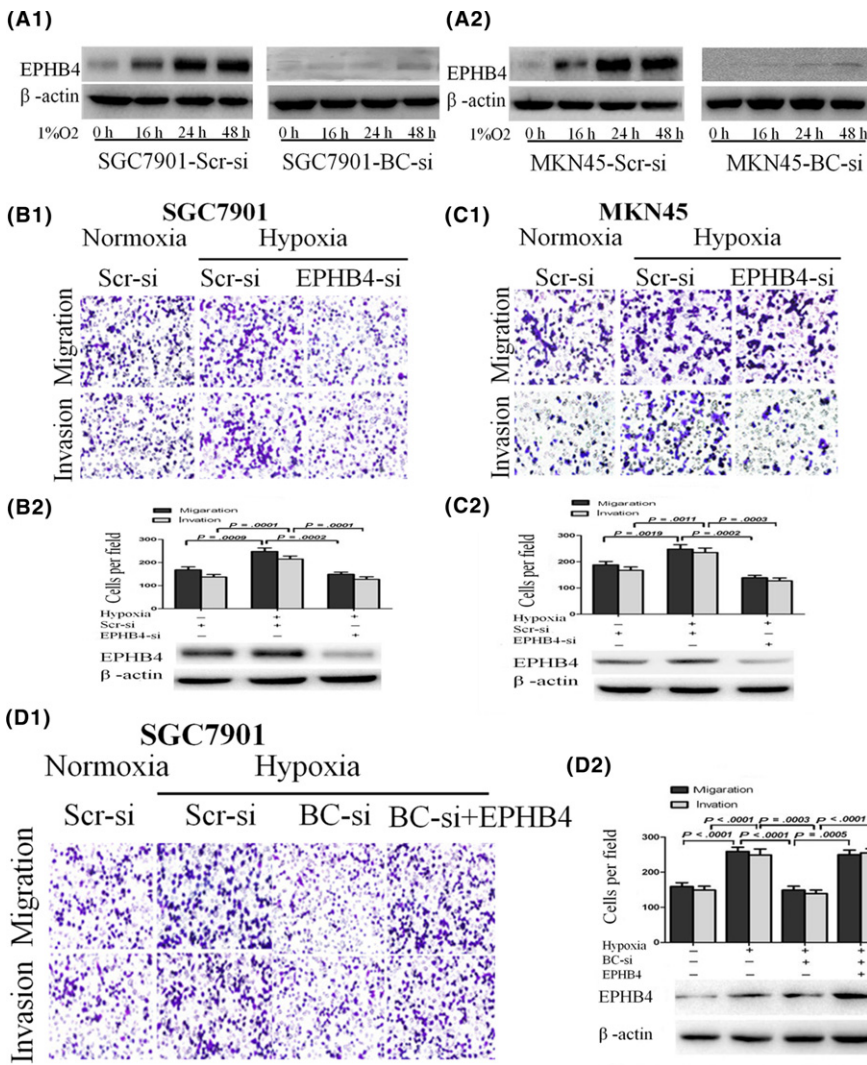 (A1)
EPHB4
β -actin
1%O2 0 h 16 h 24 h 48 h 0 h 16 h 24 h 48 h
SGC7901-Scr-si SGC7901-BC-si
(A2)
EPHB4
β -actin
1%O2 0 h 16 h 24 h 48 h 0 h 16 h 24 h 48 h
MKN45-Scr-si MKN45-BC-si
(B1)
SGC7901
Normoxia Hypoxia
Scr-si Scr-si EPHB4-si
Migration
Invasion
(C1)
MKN45
Normoxia Hypoxia
Scr-si Scr-si EPHB4-si
Migration
Invasion
(B2)
Migaration
Invation
P = .0001 P = .0001
P = .0009 P = .0002
Cells per field
300
200
100
0
Hypoxia — + +
Scr-si + + —
EPHB4-si — — +
EPHB4
β -actin
(C2)
Migaration
Invation
P = .0011 P = .0003
P = .0019 P = .0002
Cells per field
300
200
100
0
Hypoxia — + +
Scr-si + + —
EPHB4-si — — +
EPHB4
β -actin
(D1)
SGC7901
Normoxia Hypoxia
Scr-si Scr-si BC-si BC-si+EPHB4
Migration
Invasion
(D2)
Migaration
Invation
P < .0001 P = .0003 P < .0001
P < .0001 P < .0001 P = .0005
Cells per field
300
200
100
0
Hypoxia — — + +
BC-si — — + +
EPHB4 — — — +
EPHB4
β -actin